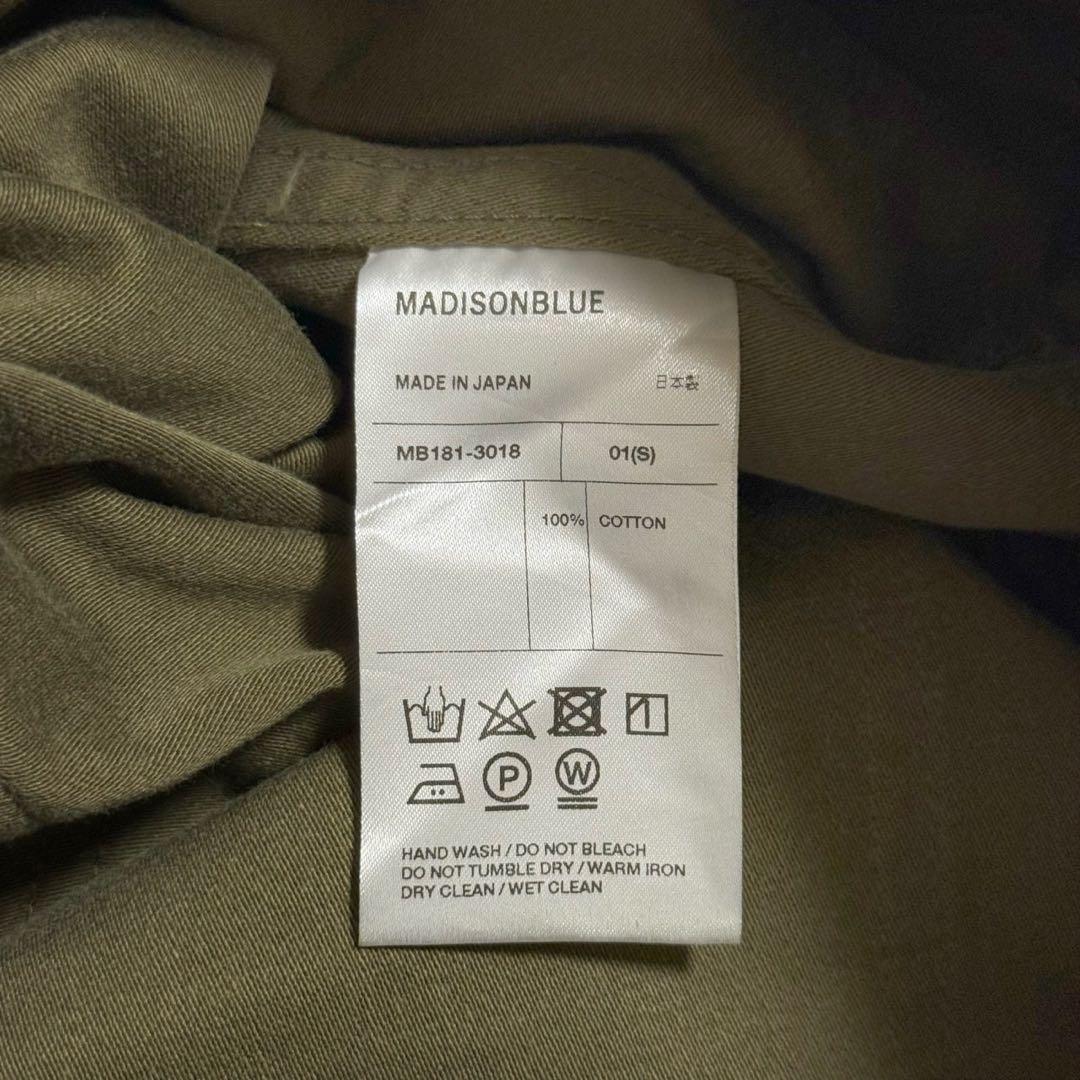 MADISONBLUE
MADE IN JAPAN 日本製
MB181-3018 01(S)
100% COTTON
P W
HAND WASH / DO NOT BLEACH
DO NOT TUMBLE DRY / WARM IRON
DRY CLEAN / WET CLEAN